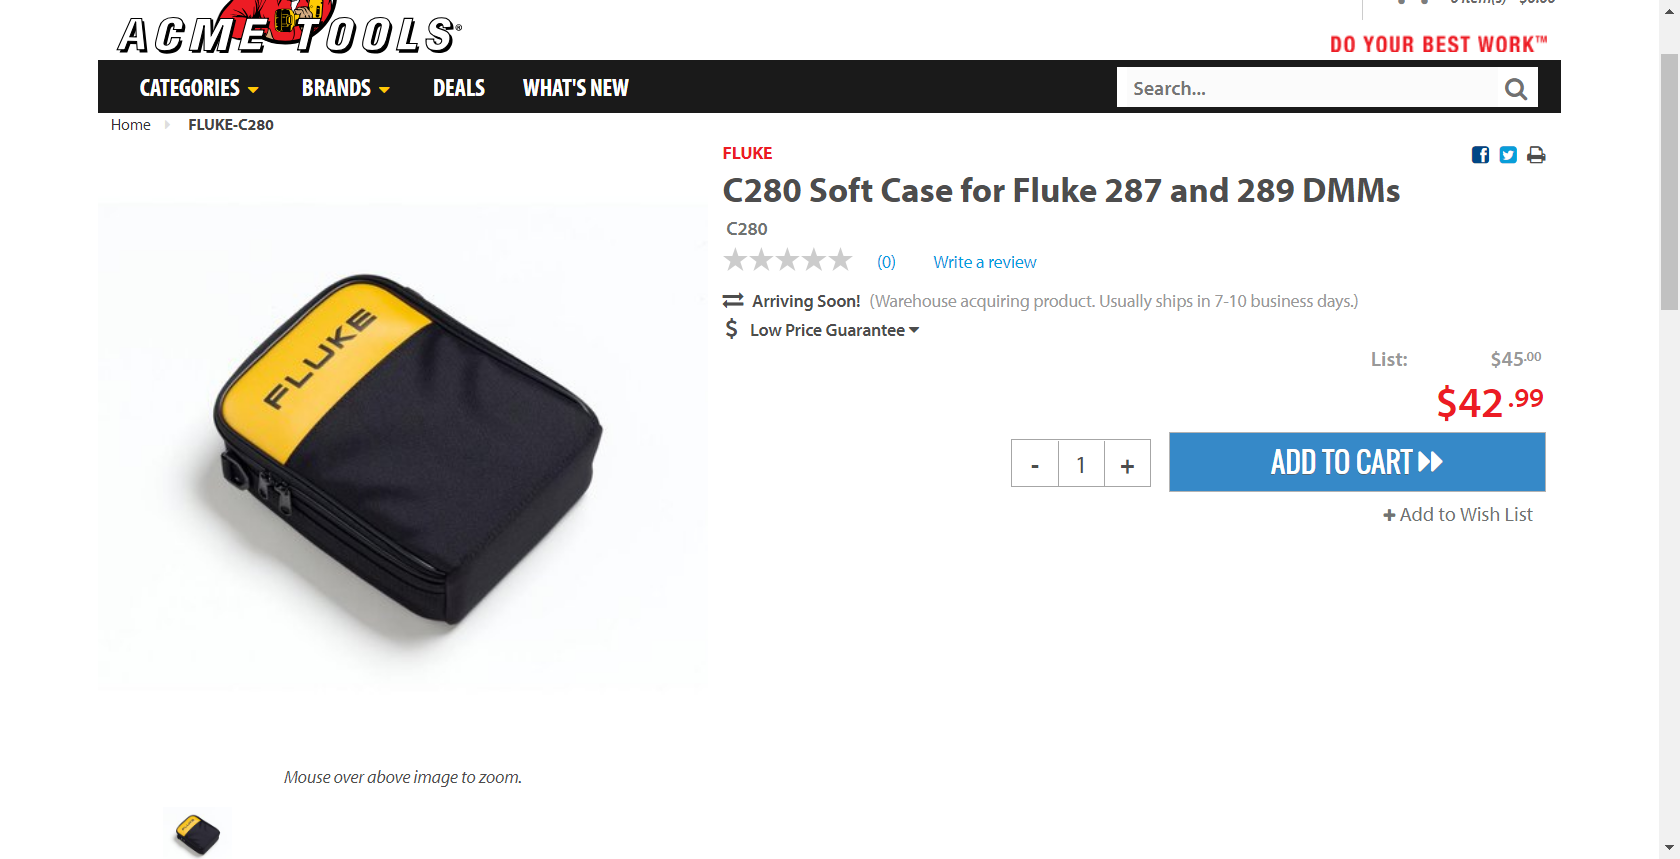 ACME TOOLS®
DO YOUR BEST WORK™
CATEGORIES BRANDS DEALS WHAT'S NEW
Search...
Home FLUKE-C280
FLUKE
C280 Soft Case for Fluke 287 and 289 DMMs
C280
(0) Write a review
Arriving Soon! (Warehouse acquiring product. Usually ships in 7-10 business days.)
$ Low Price Guarantee
List: $45.00
$42.99
- 1 +
ADD TO CART
+ Add to Wish List
FLUKE
Mouse over above image to zoom.
FLUKE